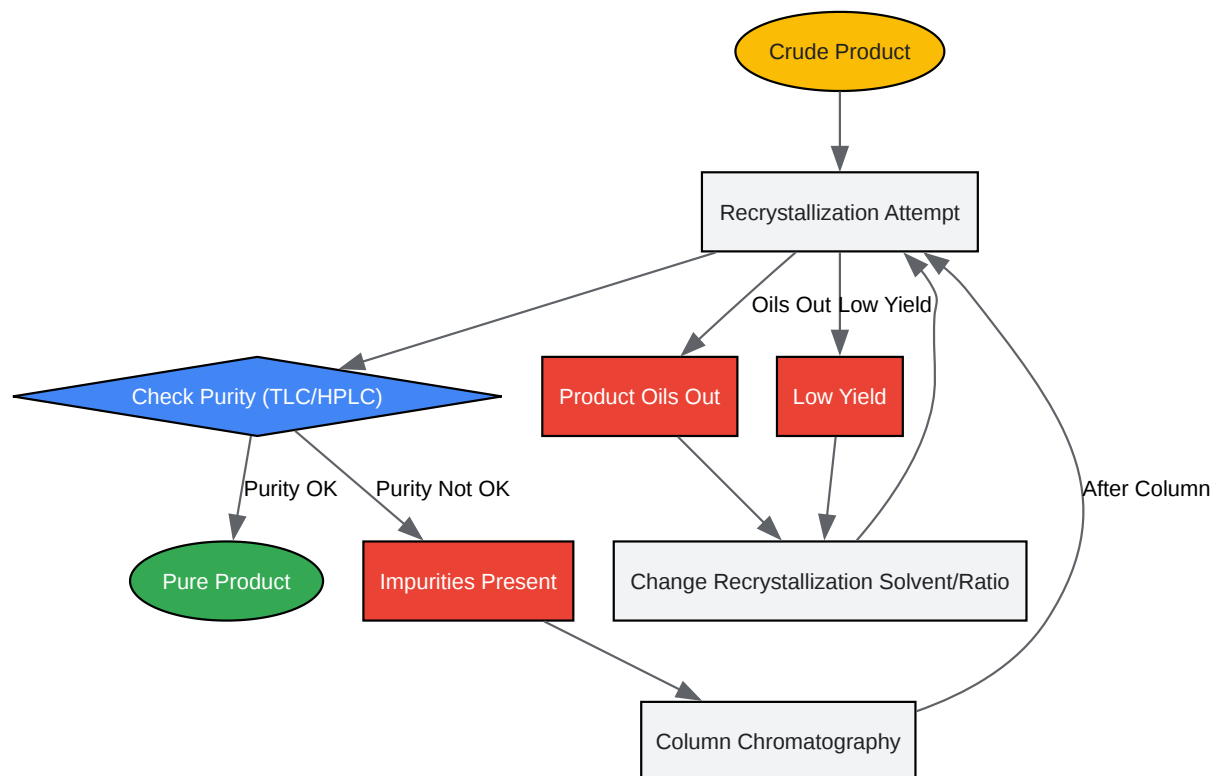 Crude Product
Recrystallization Attempt
Oils Out
Low Yield
Check Purity (TLC/HPLC)
Product Oils Out
Low Yield
Purity OK
Purity Not OK
After Column
Pure Product
Impurities Present
Change Recrystallization Solvent/Ratio
Column Chromatography